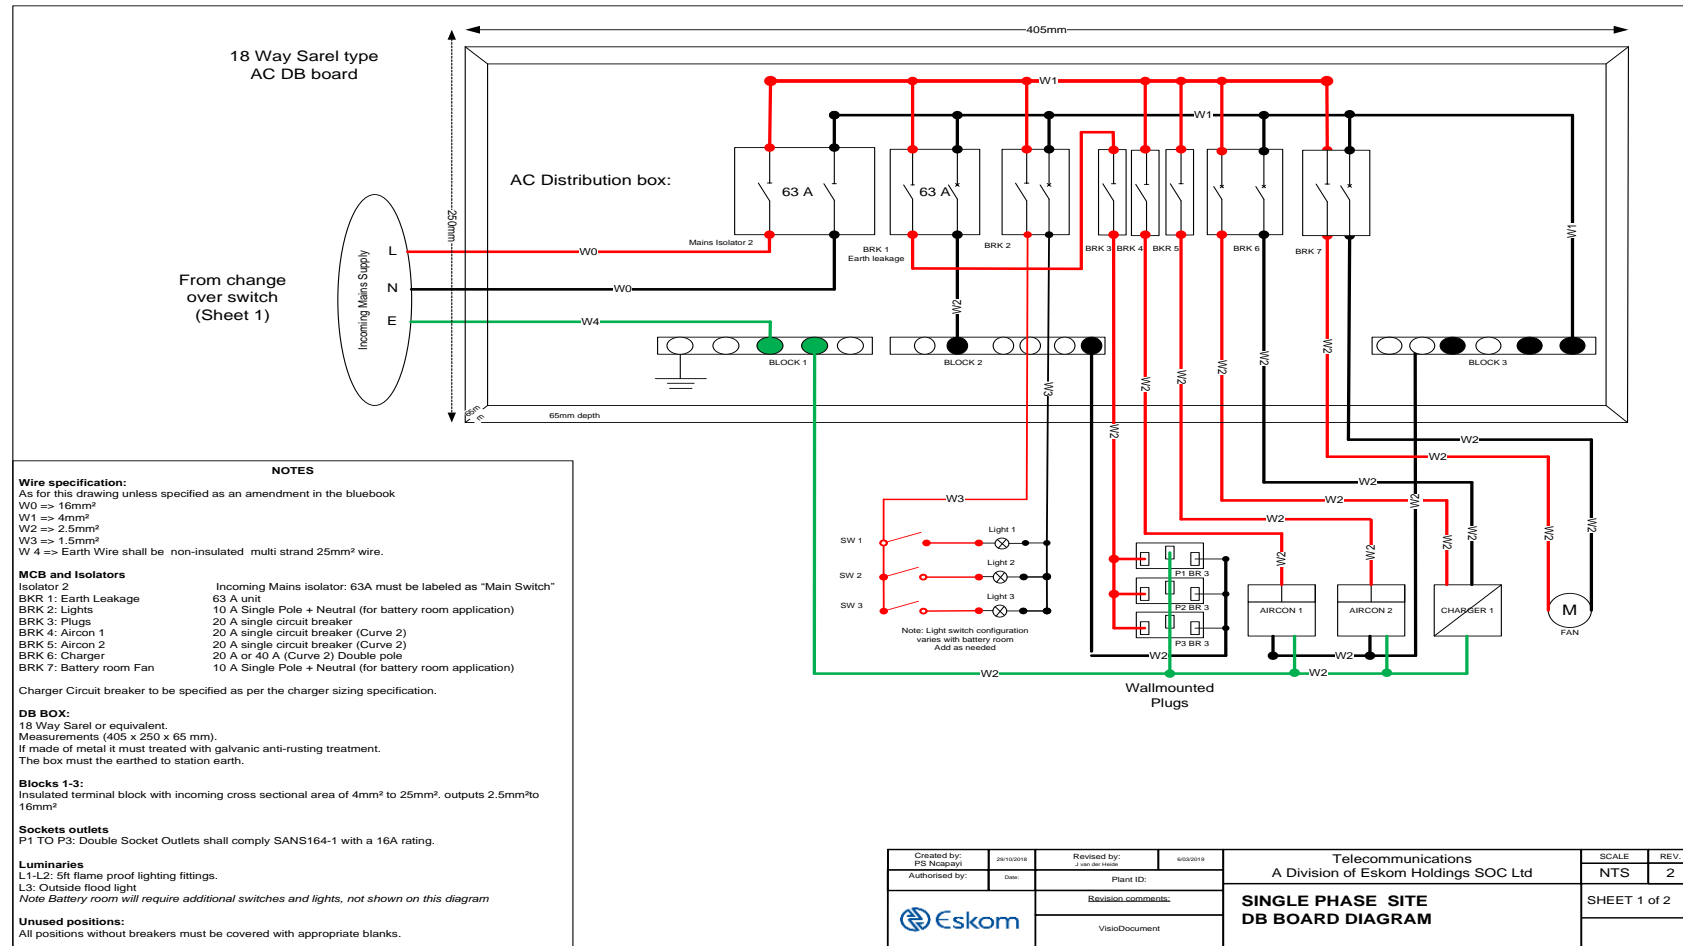 405mm
18 Way Sarel type
AC DB board
W1
W1
AC Distribution box:
63 A
63 A
250mm
Mains Isolator 2
BRK 1
Earth leakage
BRK 2
BRK 3
BRK 4
BKR 5
BRK 6
BRK 7
W1
From change
over switch
(Sheet 1)
Incoming Mains Supply
L
N
E
W0
W0
W4
W2
BLOCK 1
BLOCK 2
BLOCK 3
W3
W2
W2
W2
W2
W2
W2
65mm depth
65mm
W2
W2
W2
W2
W2
W2
W2
W2
W2
W2
W3
SW 1
SW 2
SW 3
Light 1
Light 2
Light 3
Note: Light switch configuration
varies with battery room
Add as needed
P1 BR 3
P2 BR 3
P3 BR 3
AIRCON 1
AIRCON 2
CHARGER 1
M
FAN
W2
W2
W2
W2
Wallmounted
Plugs
NOTES
Wire specification:
As for this drawing unless specified as an amendment in the bluebook
W0 => 16mm²
W1 => 4mm²
W2 => 2.5mm²
W3 => 1.5mm²
W 4 => Earth Wire shall be non-insulated multi strand 25mm² wire.
MCB and Isolators
Isolator 2 Incoming Mains isolator: 63A must be labeled as “Main Switch”
BKR 1: Earth Leakage 63 A unit
BRK 2: Lights 10 A Single Pole + Neutral (for battery room application)
BRK 3: Plugs 20 A single circuit breaker
BRK 4: Aircon 1 20 A single circuit breaker (Curve 2)
BRK 5: Aircon 2 20 A single circuit breaker (Curve 2)
BRK 6: Charger 20 A or 40 A (Curve 2) Double pole
BRK 7: Battery room Fan 10 A Single Pole + Neutral (for battery room application)
Charger Circuit breaker to be specified as per the charger sizing specification.
DB BOX:
18 Way Sarel or equivalent.
Measurements (405 x 250 x 65 mm).
If made of metal it must treated with galvanic anti-rusting treatment.
The box must the earthed to station earth.
Blocks 1-3:
Insulated terminal block with incoming cross sectional area of 4mm² to 25mm². outputs 2.5mm²to
16mm²
Sockets outlets
P1 TO P3: Double Socket Outlets shall comply SANS164-1 with a 16A rating.
Luminaries
L1-L2: 5ft flame proof lighting fittings.
L3: Outside flood light
Note Battery room will require additional switches and lights, not shown on this diagram
Unused positions:
All positions without breakers must be covered with appropriate blanks.
Created by:
PS Ncapayi
29/10/2018
Revised by:
J van der Heide
6/03/2019
Authorised by:
Date:
Plant ID:
Revision comments:
VisioDocument
Eskom
Telecommunications
A Division of Eskom Holdings SOC Ltd
SINGLE PHASE SITE
DB BOARD DIAGRAM
SCALE
REV.
NTS
2
SHEET 1 of 2